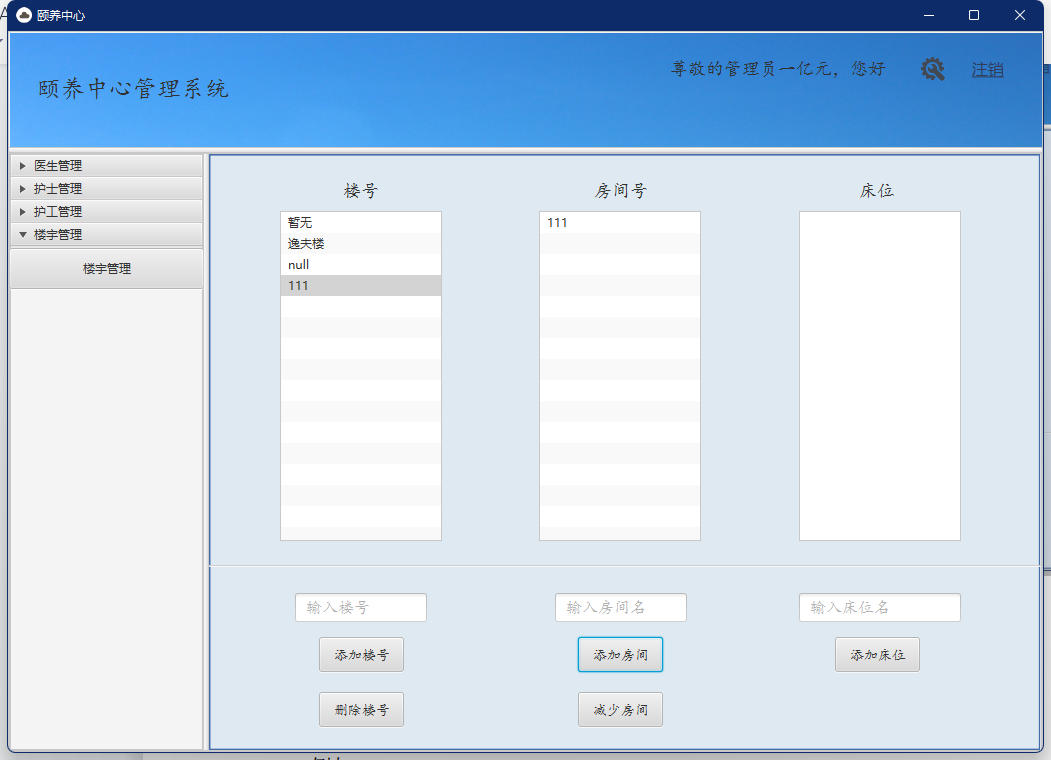 颐养中心
颐养中心管理系统
尊敬的管理员一亿元，您好
注销
医生管理
护士管理
护工管理
楼宇管理
楼宇管理
楼号
房间号
床位
暂无
逸夫楼
null
111
111
输入楼号
输入房间名
输入床位名
添加楼号
添加房间
添加床位
删除楼号
减少房间